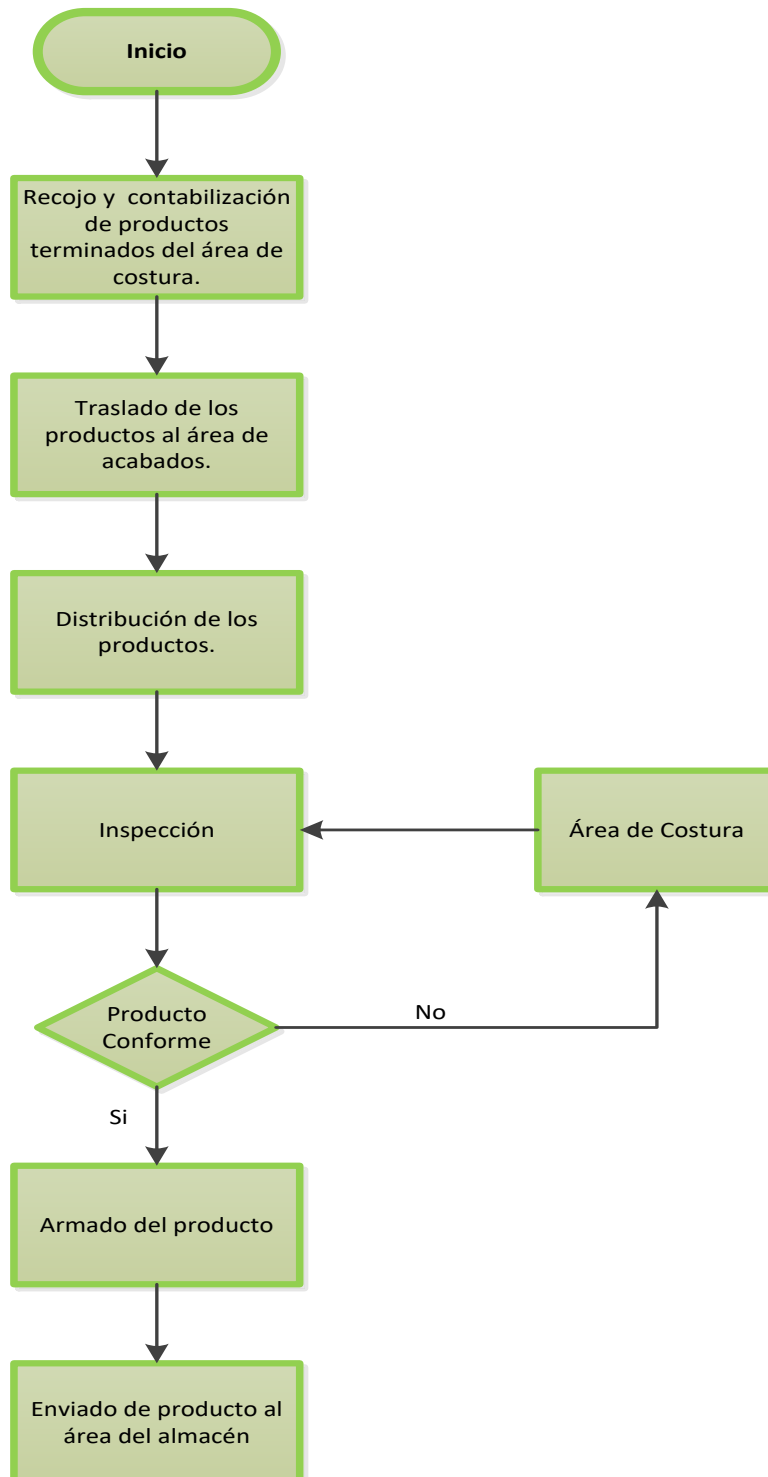 Inicio
Recojo y contabilización
de productos
terminados del área de
costura.
Traslado de los
productos al área de
acabados.
Distribución de los
productos.
Inspección
Área de Costura
Producto
Conforme
No
Si
Armado del producto
Enviado de producto al
área del almacén